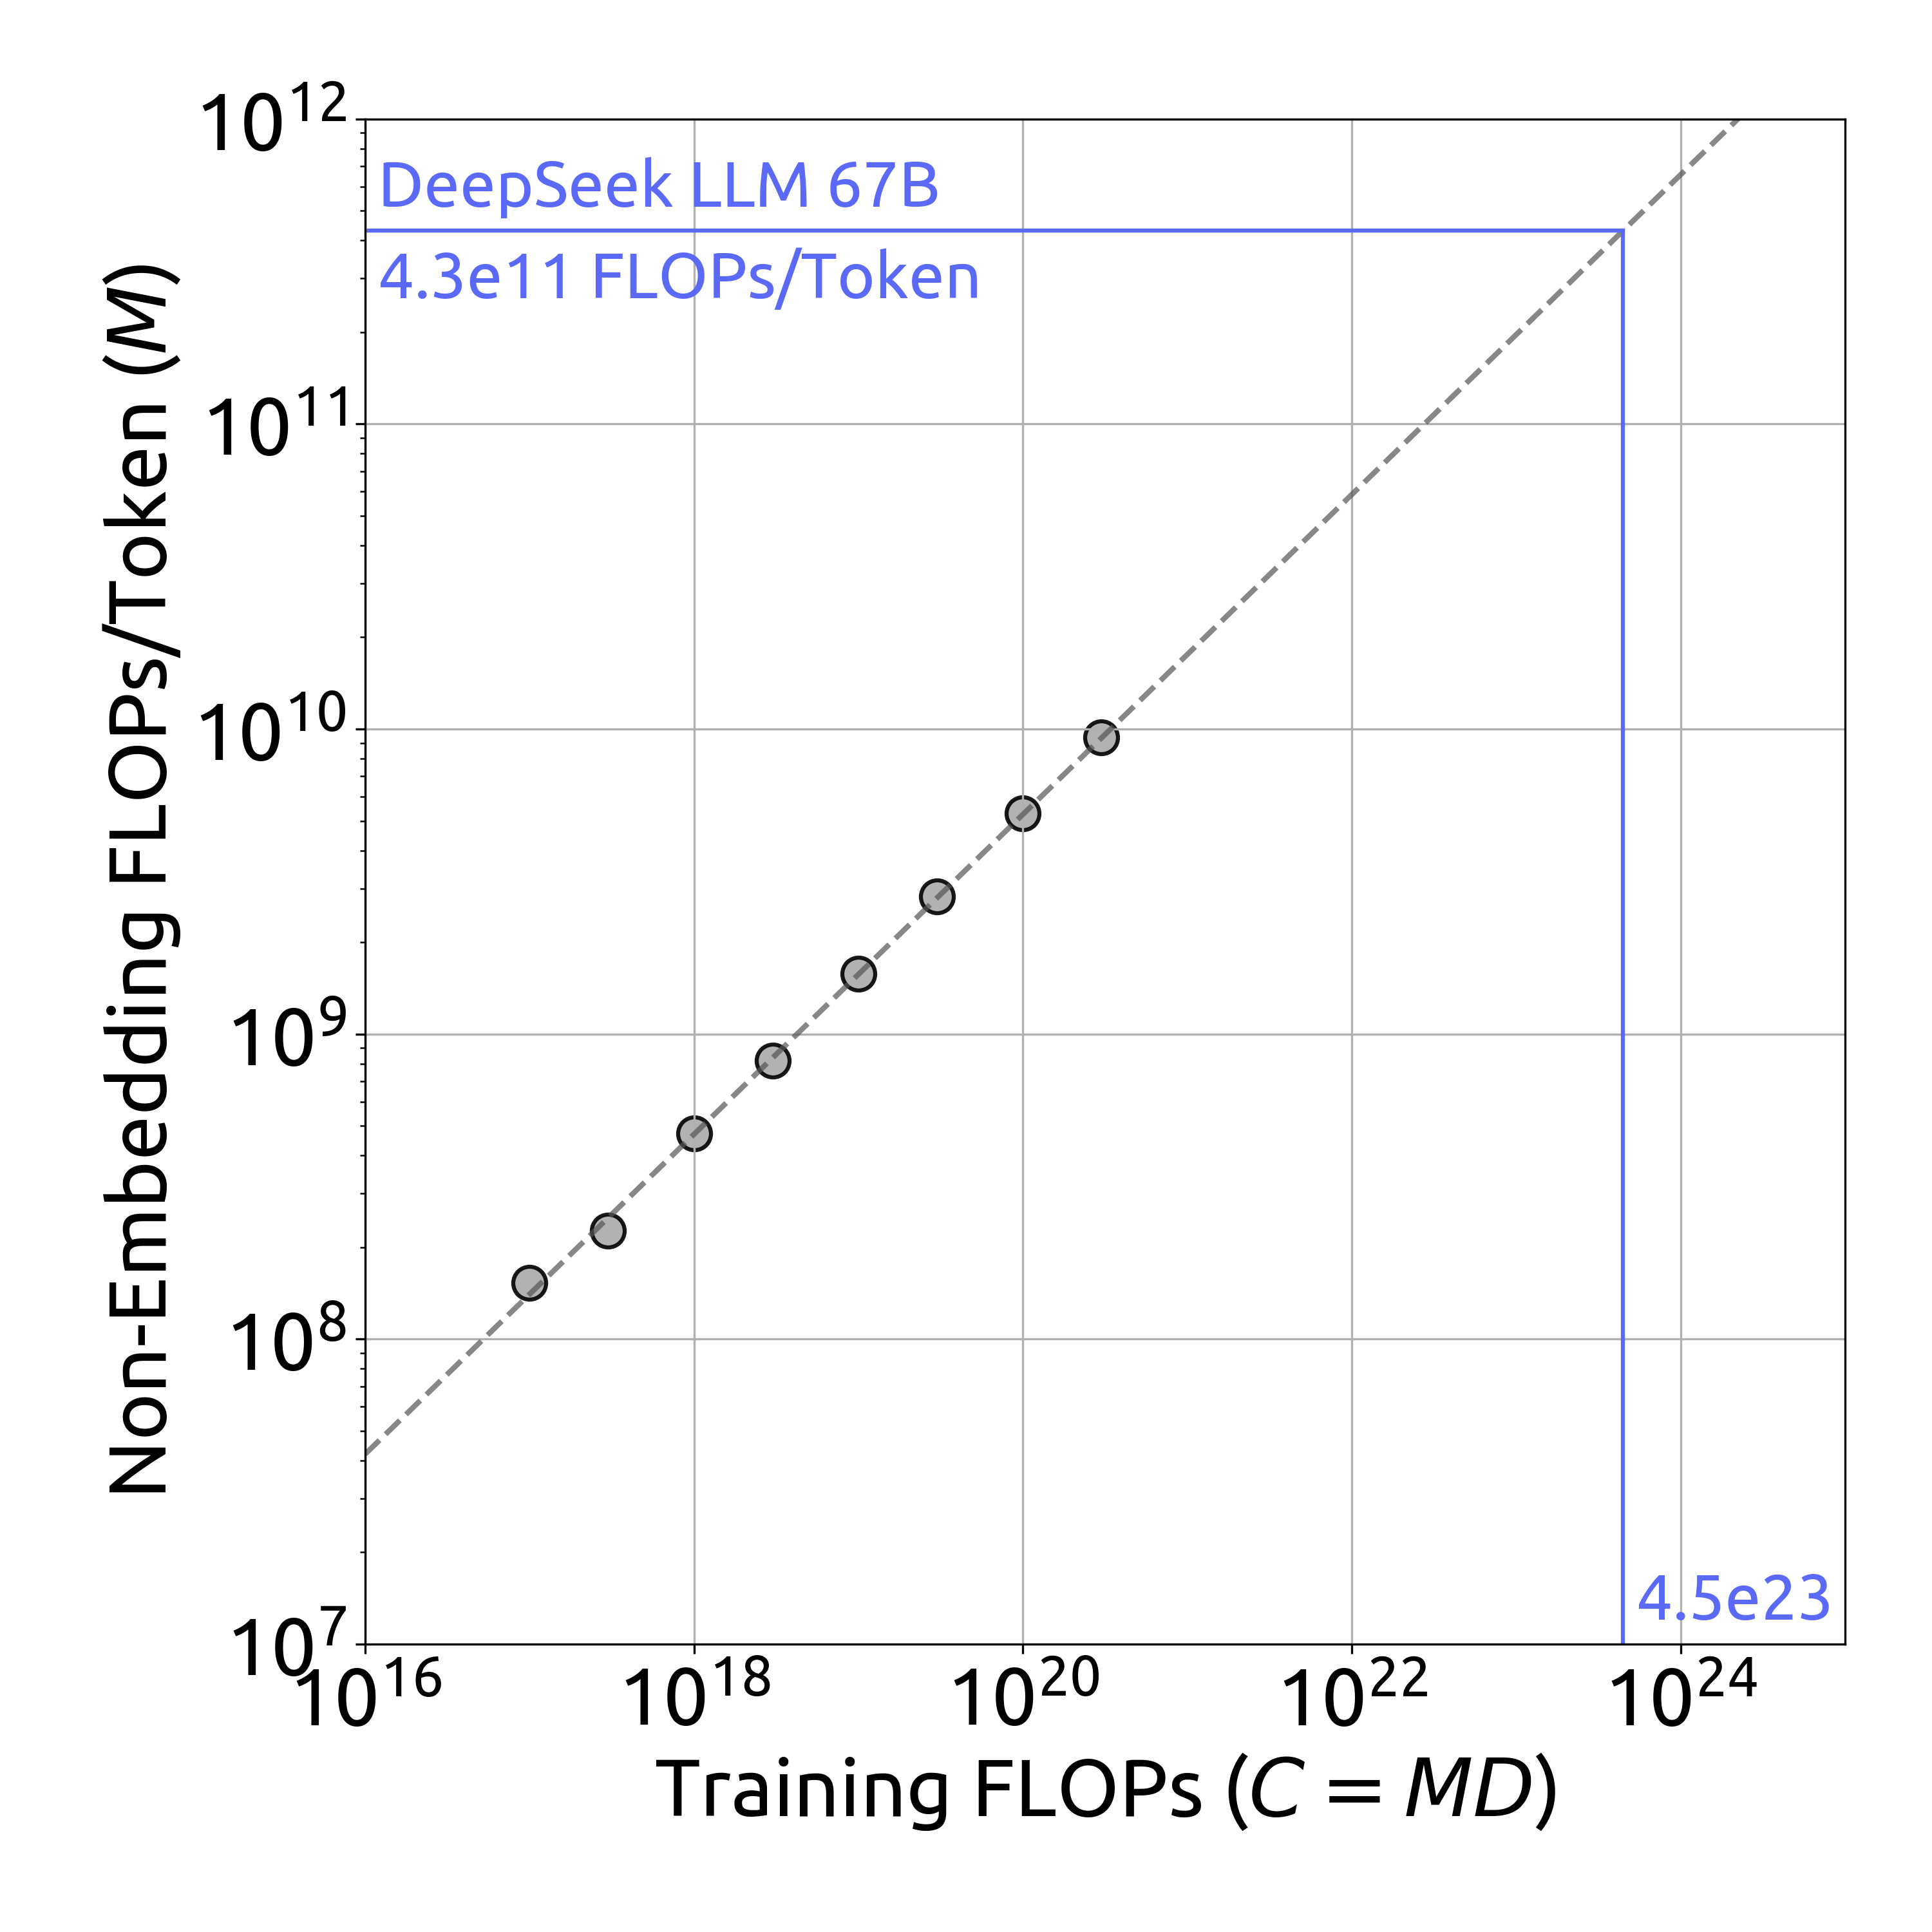 10^12
DeepSeek LLM 67B
4.3e11 FLOPs/Token
10^11
10^10
10^9
10^8
10^7
Non-Embedding FLOPs/Token (M)
4.5e23
10^16
10^18
10^20
10^22
10^24
Training FLOPs (C = MD)